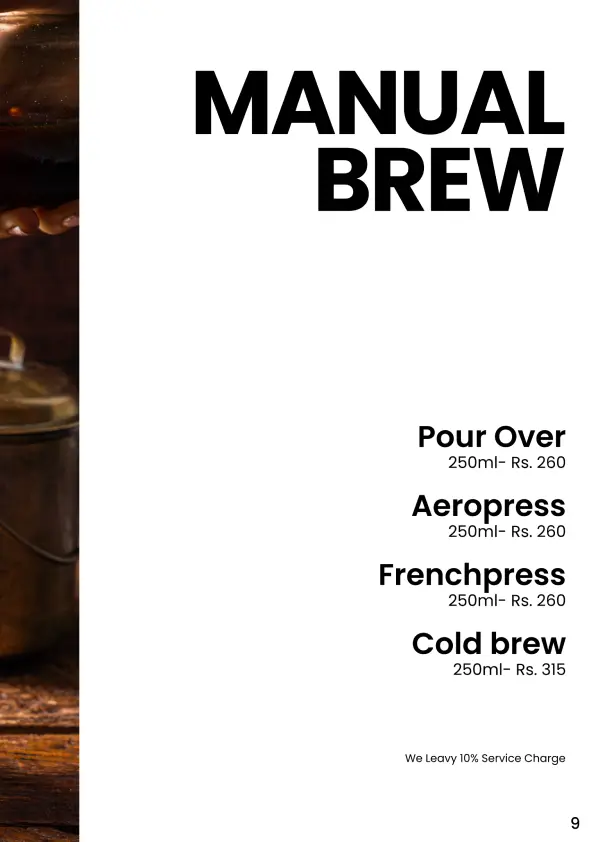 MANUAL
BREW
Pour Over
250ml- Rs. 260
Aeropress
250ml- Rs. 260
Frenchpress
250ml- Rs. 260
Cold brew
250ml- Rs. 315
We Leavy 10% Service Charge
9